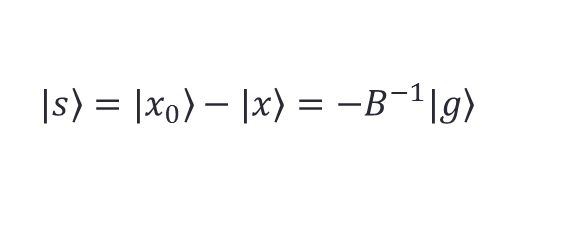 |s⟩ = |x₀⟩ − |x⟩ = −B⁻¹|g⟩